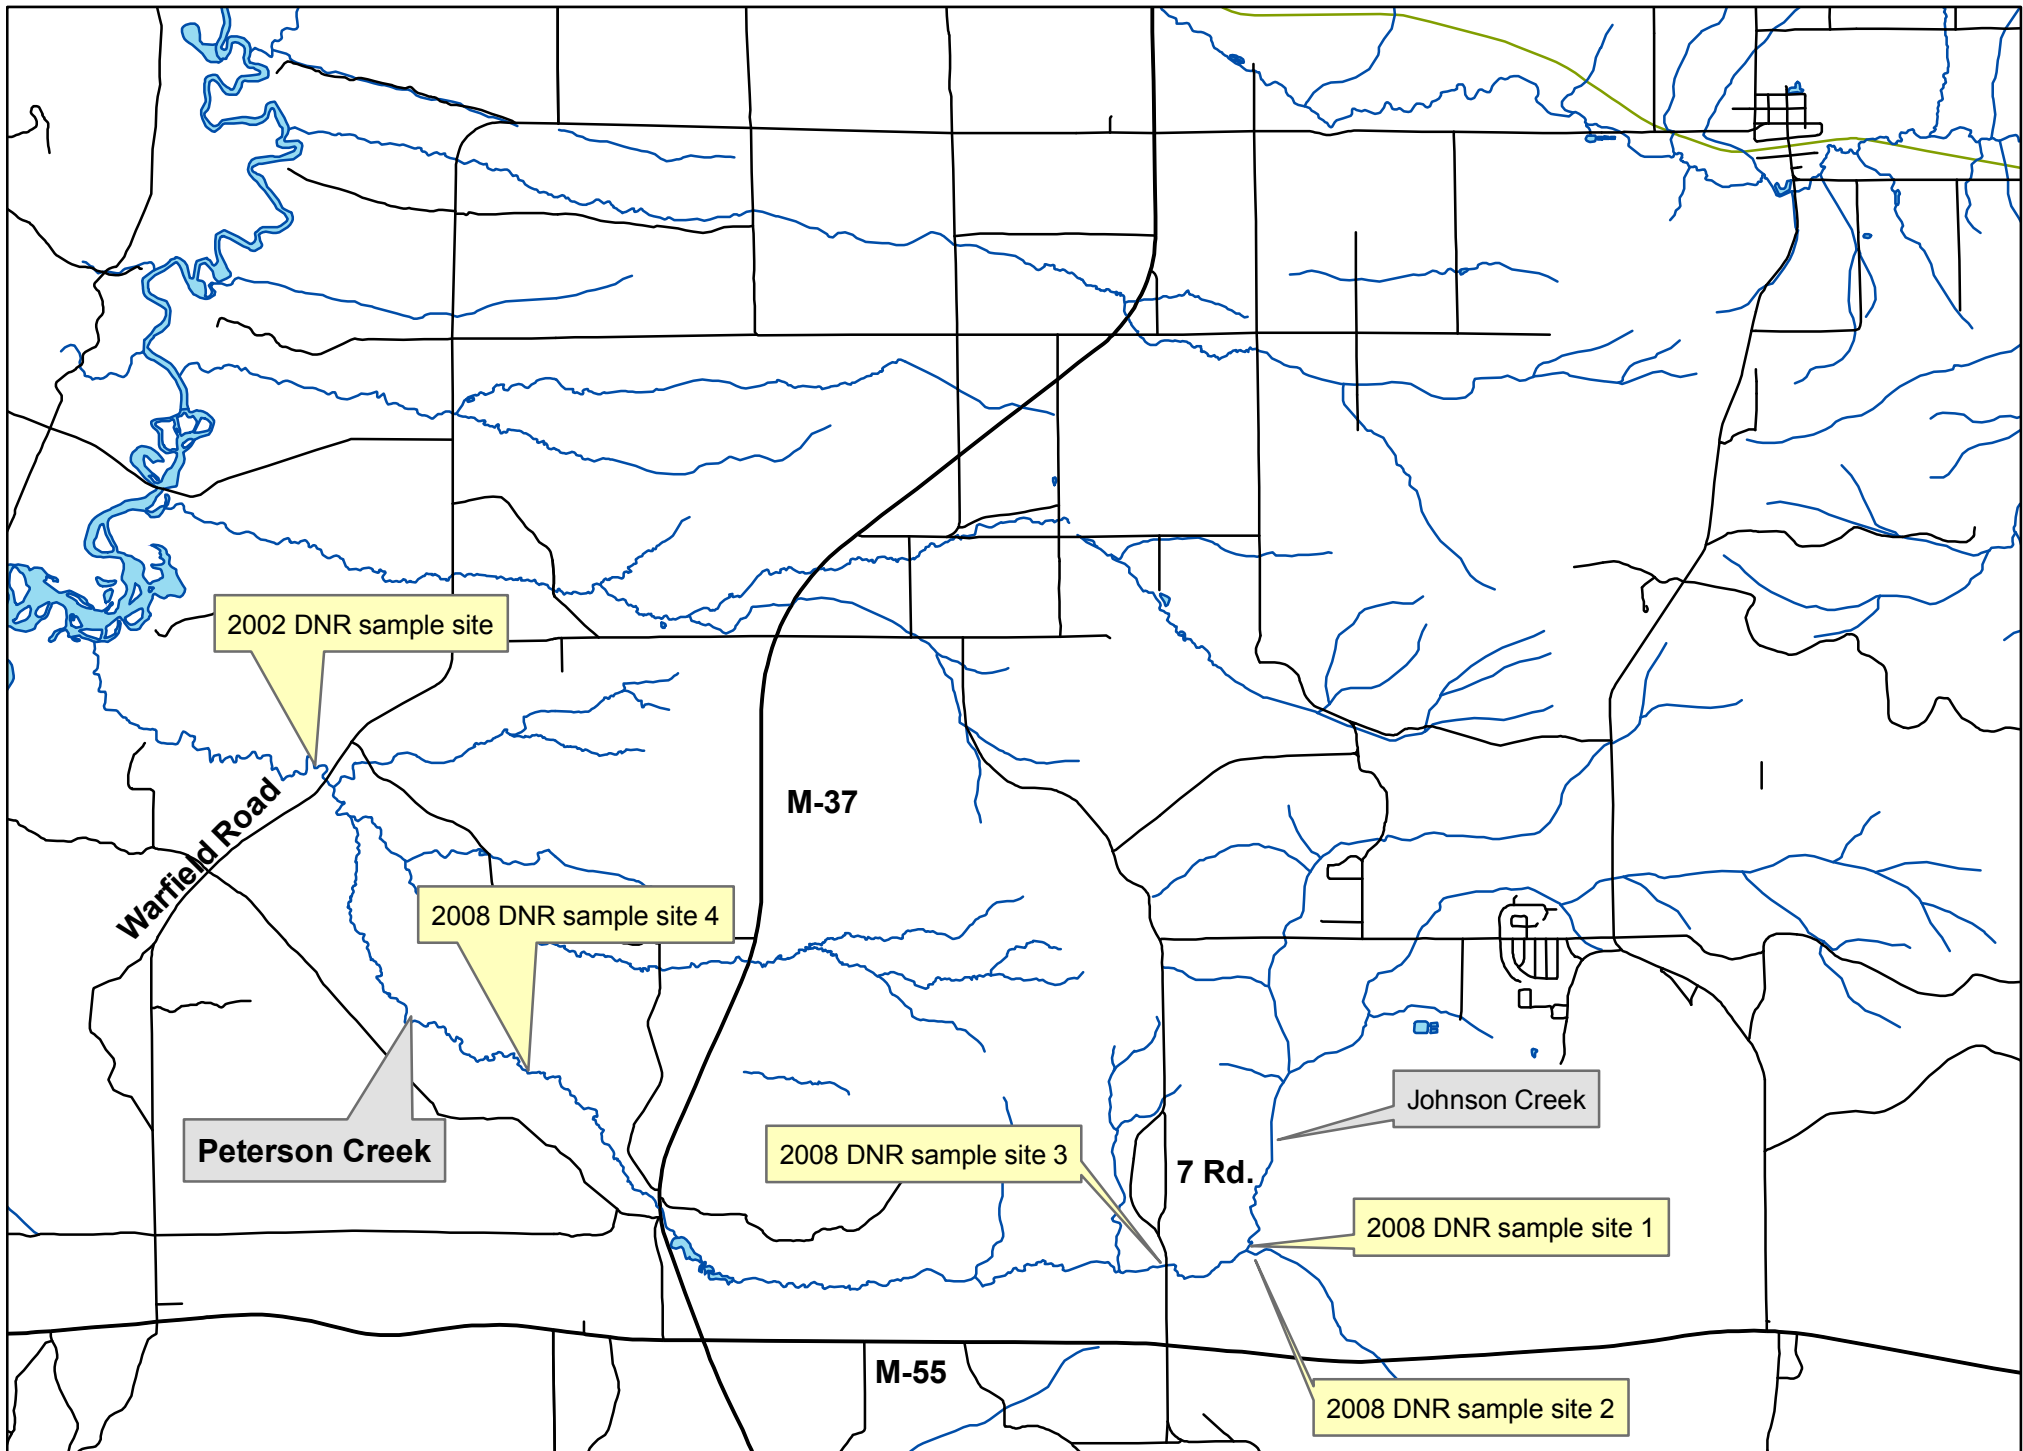 2002 DNR sample site
M-37
Warfield Road
2008 DNR sample site 4
Johnson Creek
Peterson Creek
2008 DNR sample site 3
7 Rd.
2008 DNR sample site 1
M-55
2008 DNR sample site 2